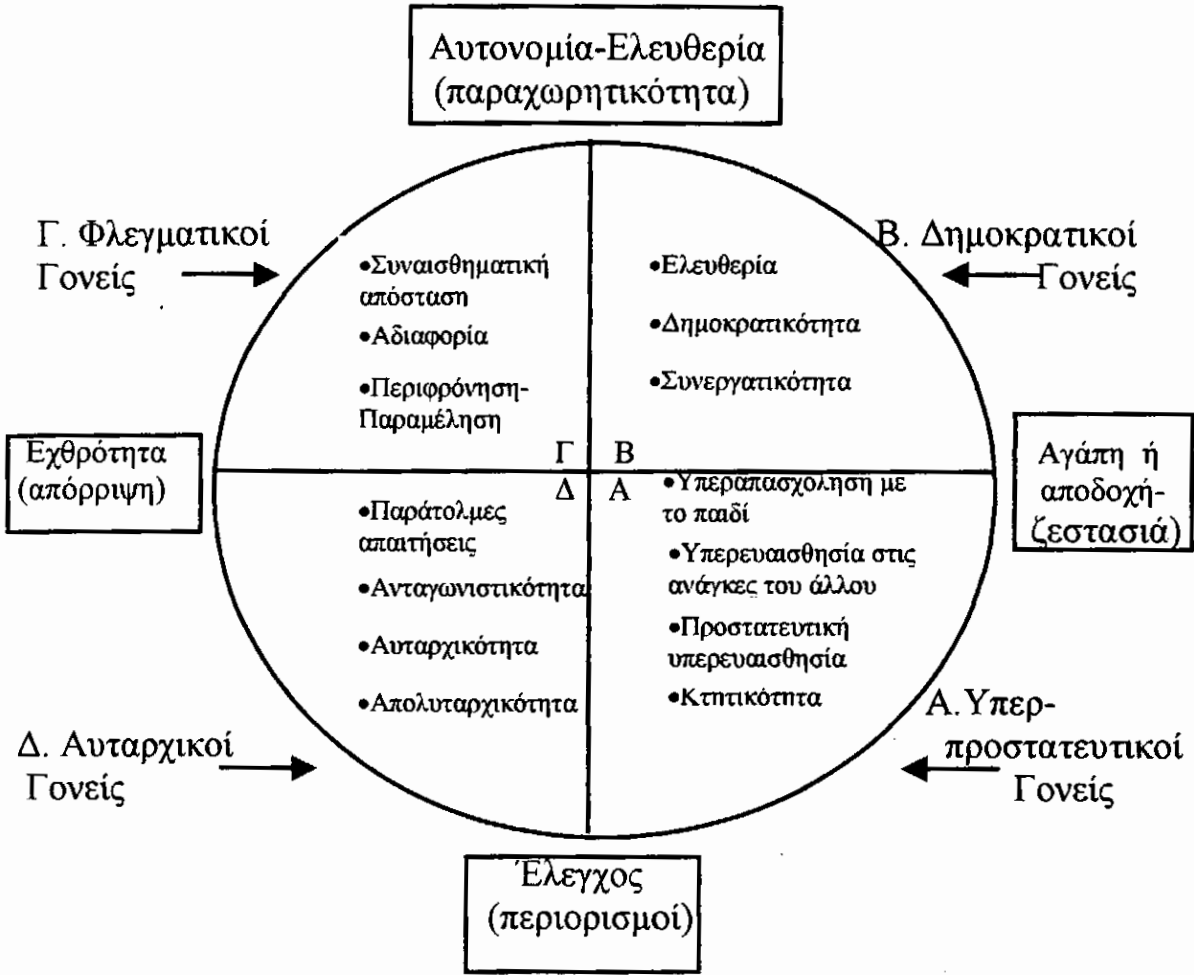 Αυτονομία-Ελευθερία
(παραχωρητικότητα)
Γ. Φλεγματικοί
Γονείς
Β. Δημοκρατικοί
Γονείς
•Συναισθηματική
απόσταση
•Αδιαφορία
•Περιφρόνηση-
Παραμέληση
•Ελευθερία
•Δημοκρατικότητα
•Συνεργατικότητα
Εχθρότητα
(απόρριψη)
Γ Β
Δ Α
Αγάπη ή
αποδοχή-
ζεστασιά)
•Παράτολμες
απαιτήσεις
•Ανταγωνιστικότητα
•Αυταρχικότητα
•Απολυταρχικότητα
•Υπεραπασχόληση με
το παιδί
•Υπερευαισθησία στις
ανάγκες του άλλου
•Προστατευτική
υπερευαισθησία
•Κτητικότητα
Δ. Αυταρχικοί
Γονείς
Α.Υπερ-
προστατευτικοί
Γονείς
Έλεγχος
(περιορισμοί)